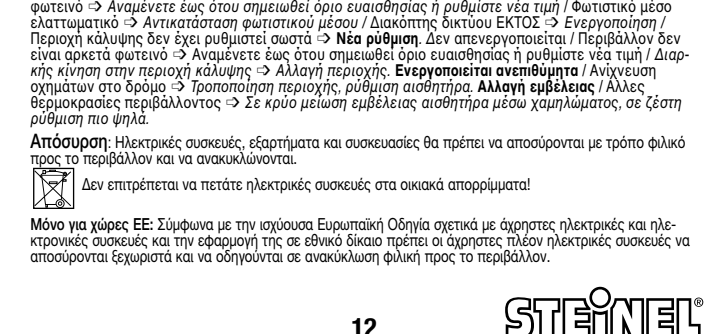 φωτεινό ➩ Αναμένετε έως ότου σημειωθεί όριο ευαισθησίας ή ρυθμίστε νέα τιμή / Φωτιστικό μέσο
ελαττωματικό ➩ Αντικατάσταση φωτιστικού μέσου / Διακόπτης δικτύου ΕΚΤΟΣ ➩ Ενεργοποίηση /
Περιοχή κάλυψης δεν έχει ρυθμιστεί σωστά ➩ Νέα ρύθμιση. Δεν απενεργοποιείται / Περιβάλλον δεν
είναι αρκετά φωτεινό ➩ Αναμένετε έως ότου σημειωθεί όριο ευαισθησίας ή ρυθμίστε νέα τιμή / Διαρ-
κής κίνηση στην περιοχή κάλυψης ➩ Αλλαγή περιοχής. Ενεργοποιείται ανεπιθύμητα / Ανίχνευση
οχημάτων στο δρόμο ➩ Τροποποίηση περιοχής, ρύθμιση αισθητήρα. Αλλαγή εμβέλειας / Άλλες
θερμοκρασίες περιβάλλοντος ➩ Σε κρύο μείωση εμβέλειας αισθητήρα μέσω χαμηλώματος, σε ζέστη
ρύθμιση πιο ψηλά.
Απόσυρση: Ηλεκτρικές συσκευές, εξαρτήματα και συσκευασίες θα πρέπει να αποσύρονται με τρόπο φιλικό
προς το περιβάλλον και να ανακυκλώνονται.
Δεν επιτρέπεται να πετάτε ηλεκτρικές συσκευές στα οικιακά απορρίμματα!
Μόνο για χώρες ΕΕ: Σύμφωνα με την ισχύουσα Ευρωπαϊκή Οδηγία σχετικά με άχρηστες ηλεκτρικές και ηλε-
κτρονικές συσκευές και την εφαρμογή της σε εθνικό δίκαιο πρέπει οι άχρηστες πλέον ηλεκτρικές συσκευές να
αποσύρονται ξεχωριστά και να οδηγούνται σε ανακύκλωση φιλική προς το περιβάλλον.
12
STEINEL®